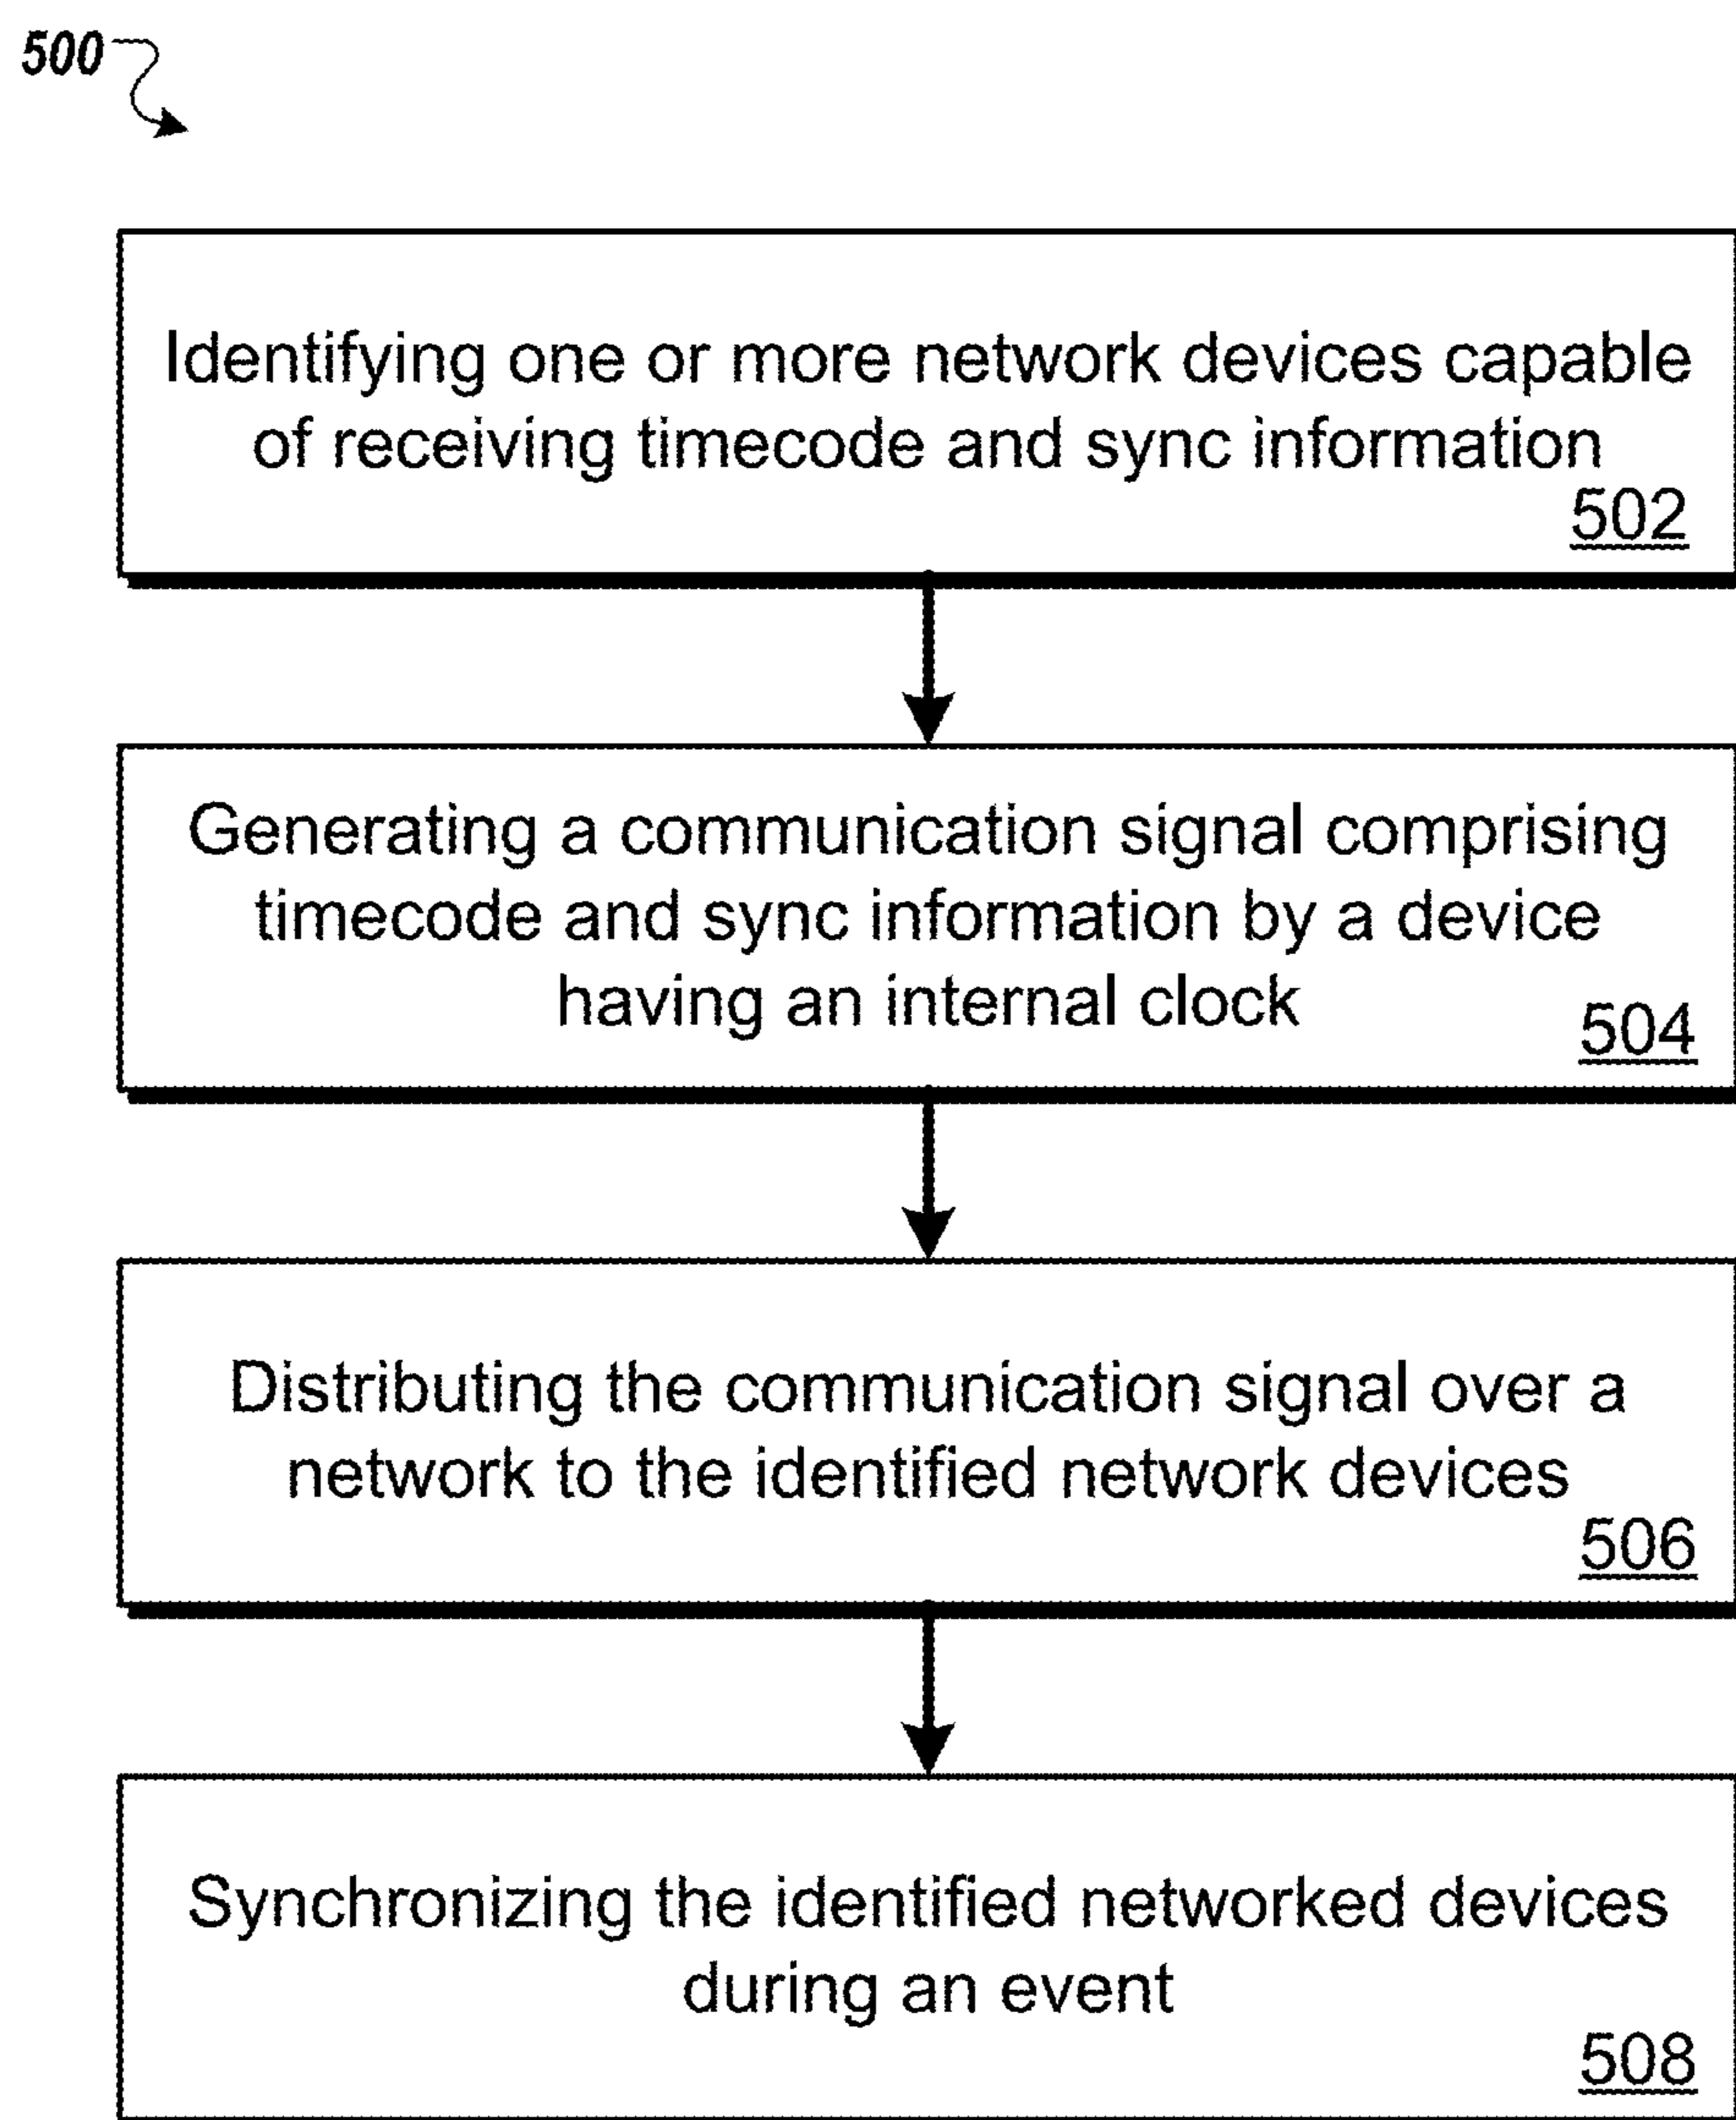 500
Identifying one or more network devices capable
of receiving timecode and sync information
502
Generating a communication signal comprising
timecode and sync information by a device
having an internal clock
504
Distributing the communication signal over a
network to the identified network devices
506
Synchronizing the identified networked devices
during an event
508